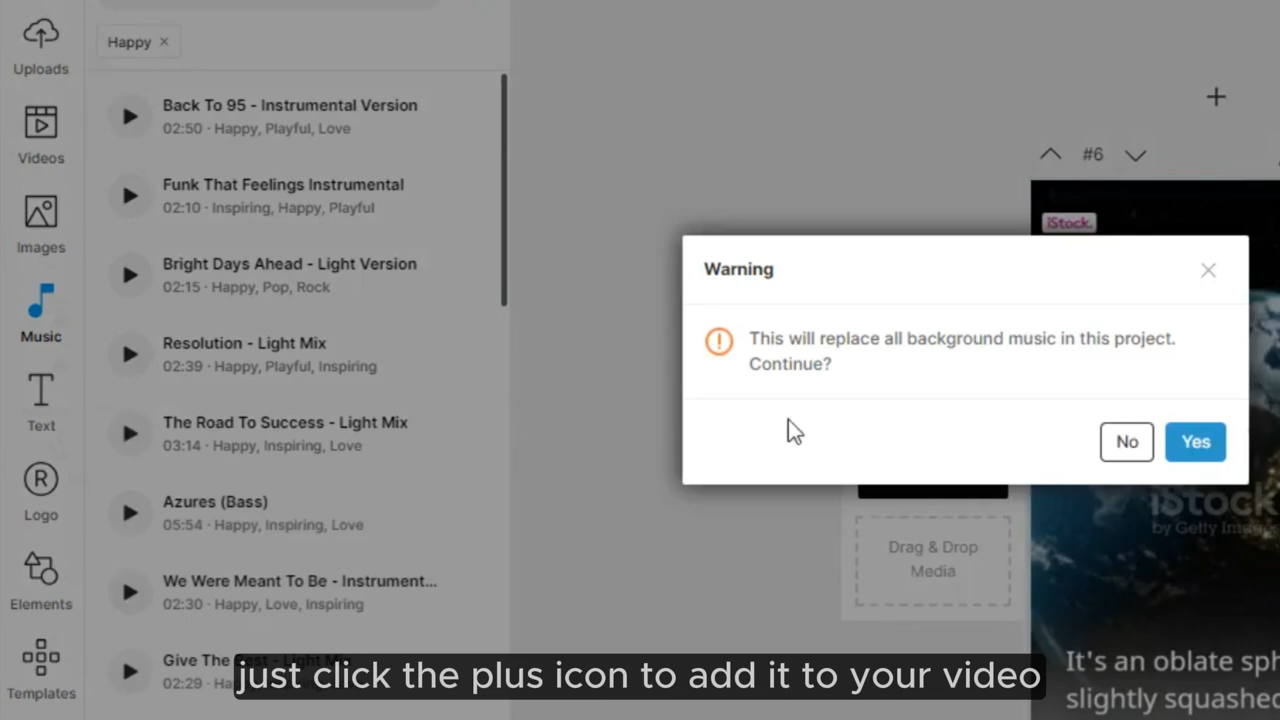 Uploads
Videos
Images
Music
Text
Logo
Elements
Templates
Happy ×
Back To 95 - Instrumental Version
02:50 · Happy, Playful, Love
Funk That Feelings Instrumental
02:10 · Inspiring, Happy, Playful
Bright Days Ahead - Light Version
02:15 · Happy, Pop, Rock
Resolution - Light Mix
02:39 · Happy, Playful, Inspiring
The Road To Success - Light Mix
03:14 · Happy, Inspiring, Love
Azures (Bass)
05:54 · Happy, Inspiring, Love
We Were Meant To Be - Instrument...
02:30 · Happy, Love, Inspiring
Give The
02:29
#6
iStock.
Warning
This will replace all background music in this project.
Continue?
No
Yes
Drag & Drop
Media
iStock
by Getty Imag
It's an oblate sph
slightly squashed
just click the plus icon to add it to your video